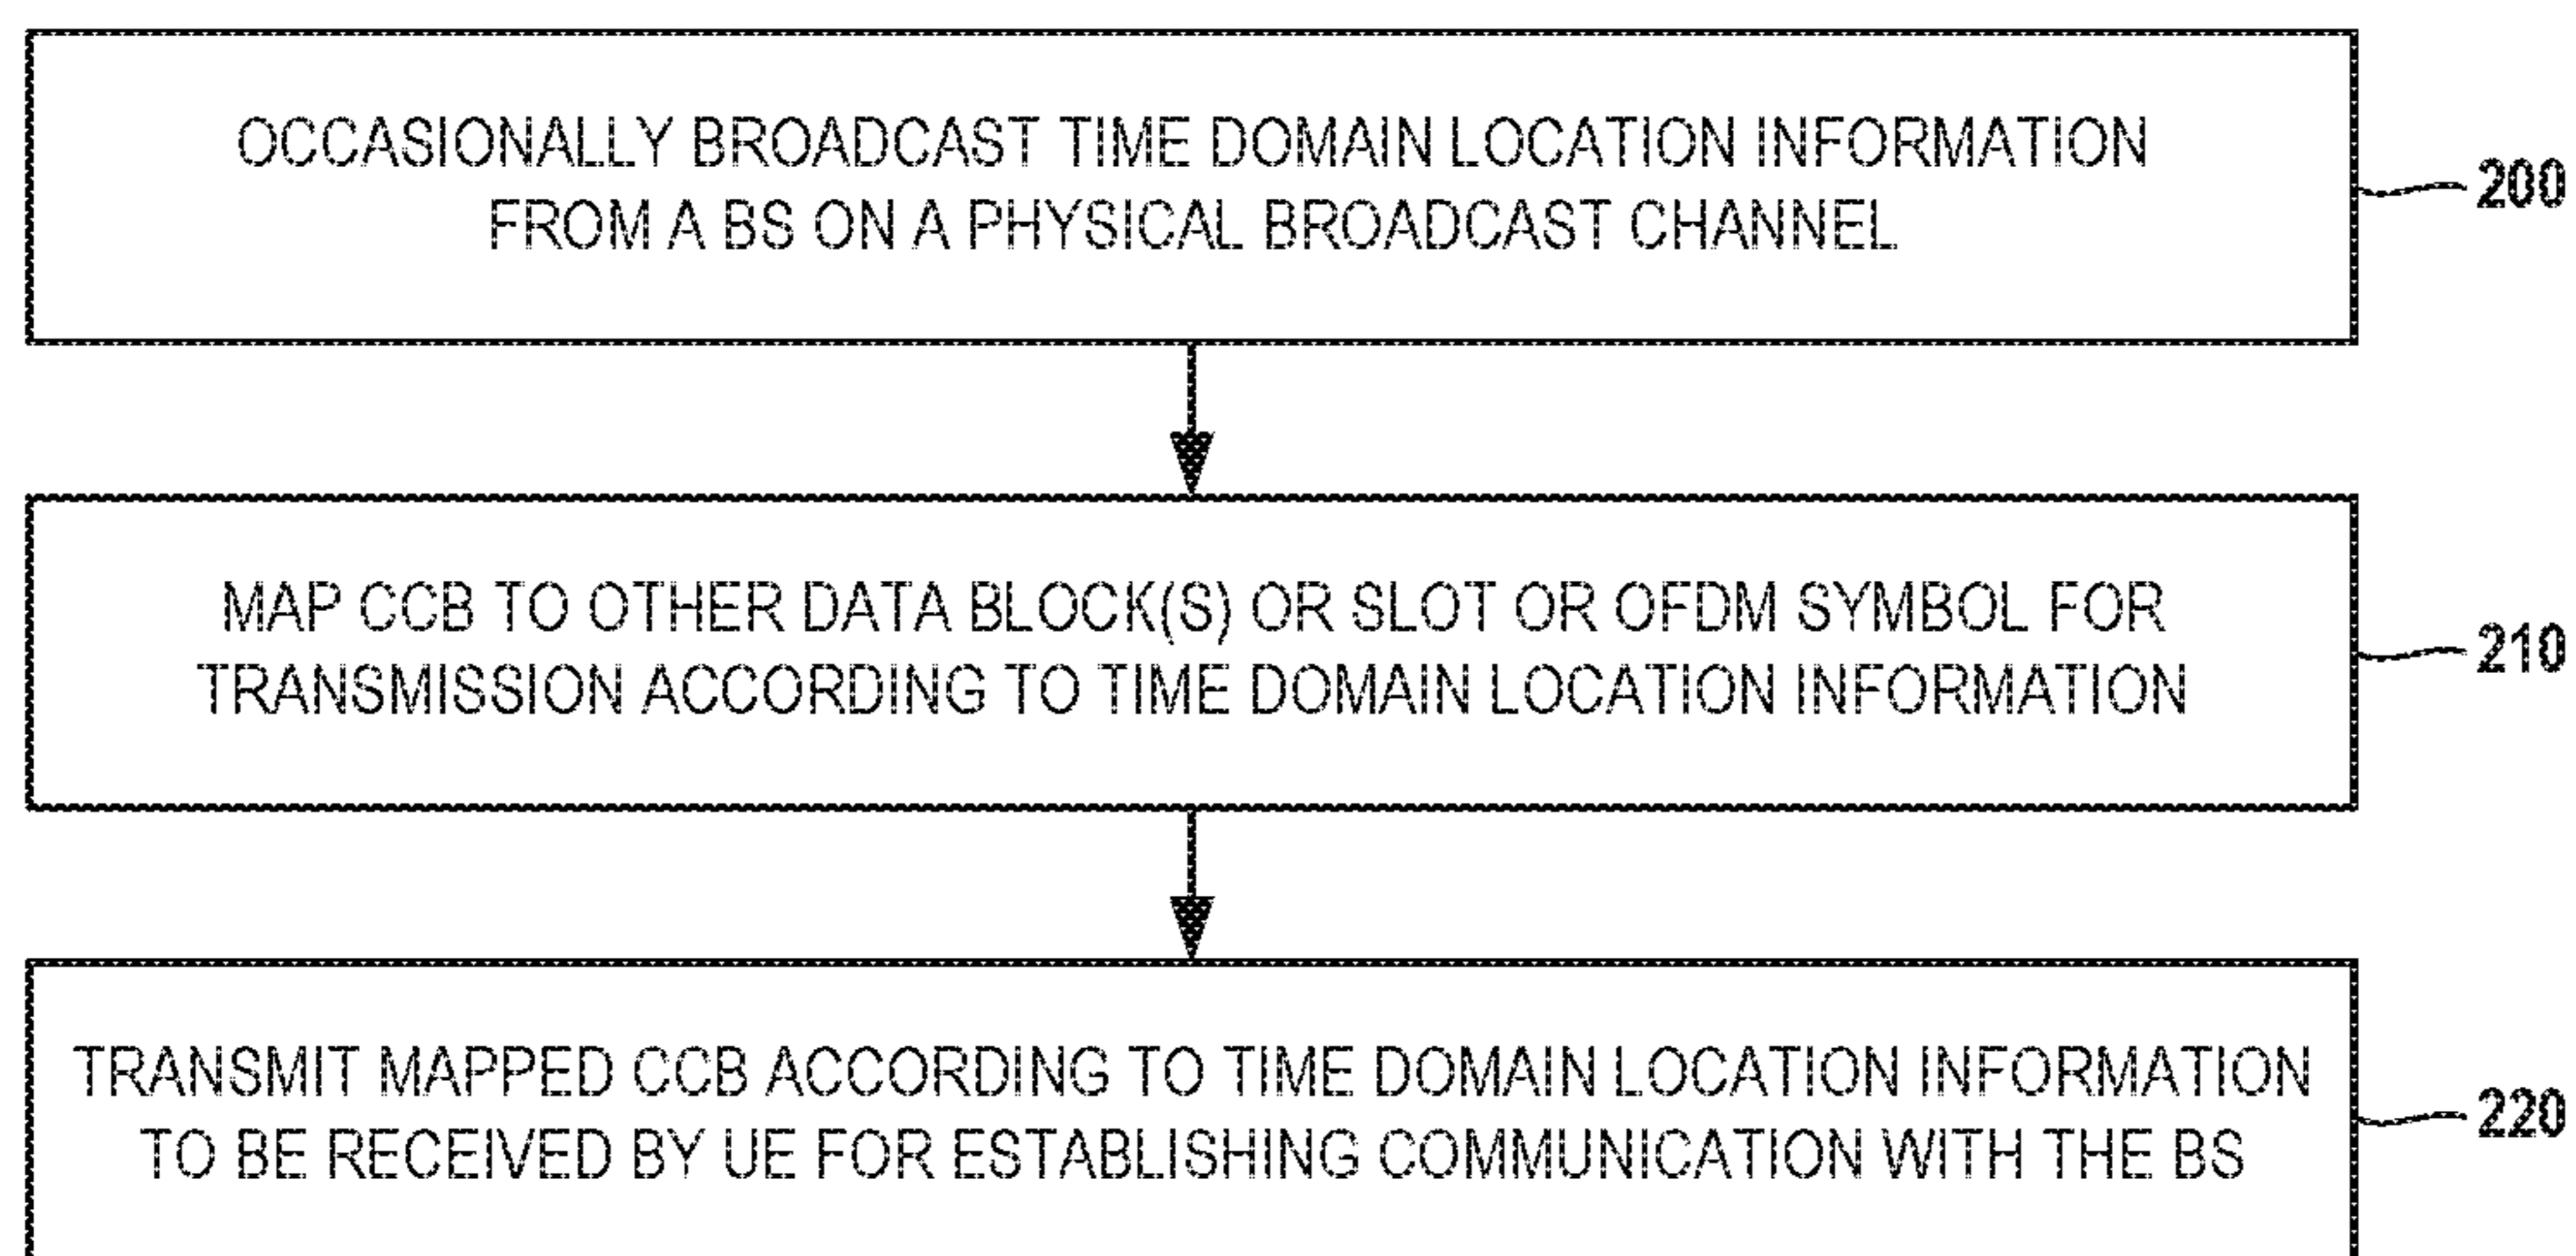 OCCASIONALLY BROADCAST TIME DOMAIN LOCATION INFORMATION
FROM A BS ON A PHYSICAL BROADCAST CHANNEL
200
MAP CCB TO OTHER DATA BLOCK(S) OR SLOT OR OFDM SYMBOL FOR
TRANSMISSION ACCORDING TO TIME DOMAIN LOCATION INFORMATION
210
TRANSMIT MAPPED CCB ACCORDING TO TIME DOMAIN LOCATION INFORMATION
TO BE RECEIVED BY UE FOR ESTABLISHING COMMUNICATION WITH THE BS
220